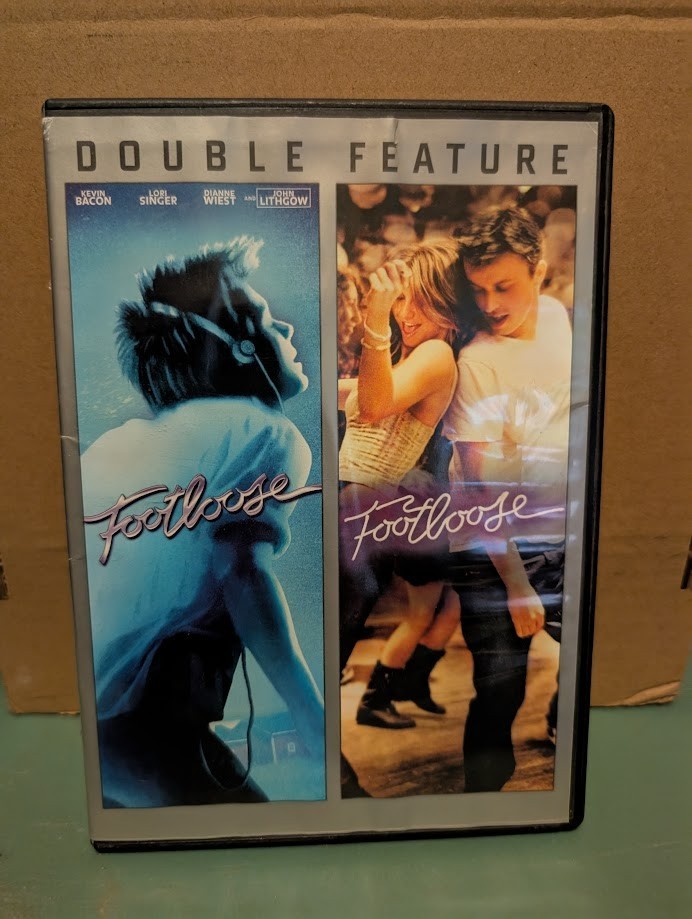 DOUBLE FEATURE
KEVIN BACON
LORI SINGER
DIANNE WIEST
AND JOHN LITHGOW
Footloose
Footloose